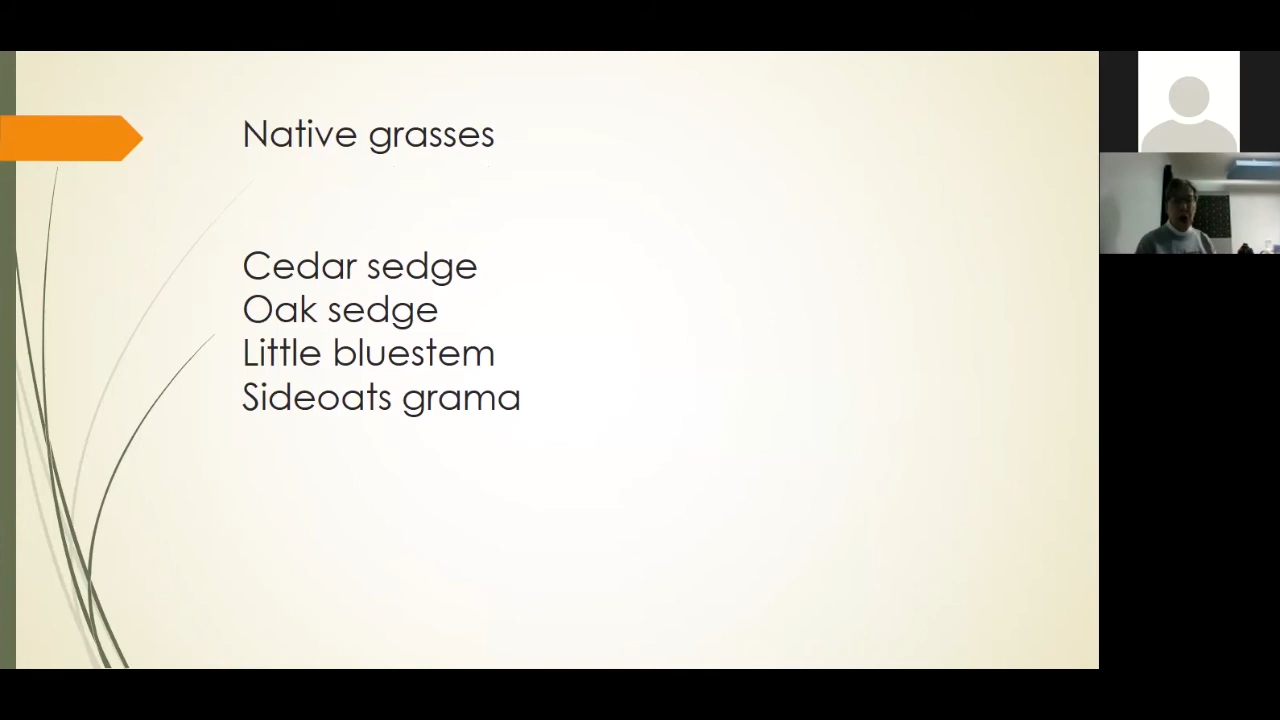 Native grasses
Cedar sedge
Oak sedge
Little bluestem
Sideoats grama